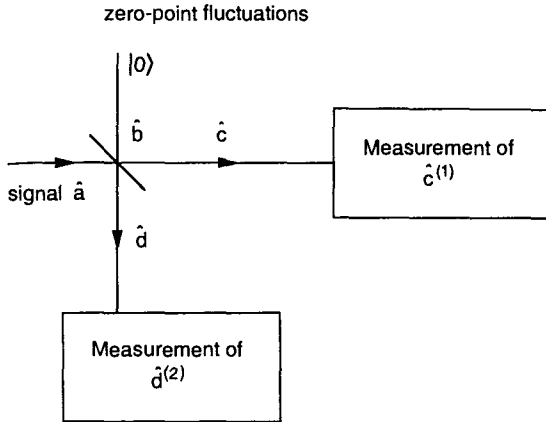 zero-point fluctuations
|0⟩
b̂
ĉ
signal â
d̂
Measurement of
ĉ⁽¹⁾
Measurement of
d̂⁽²⁾